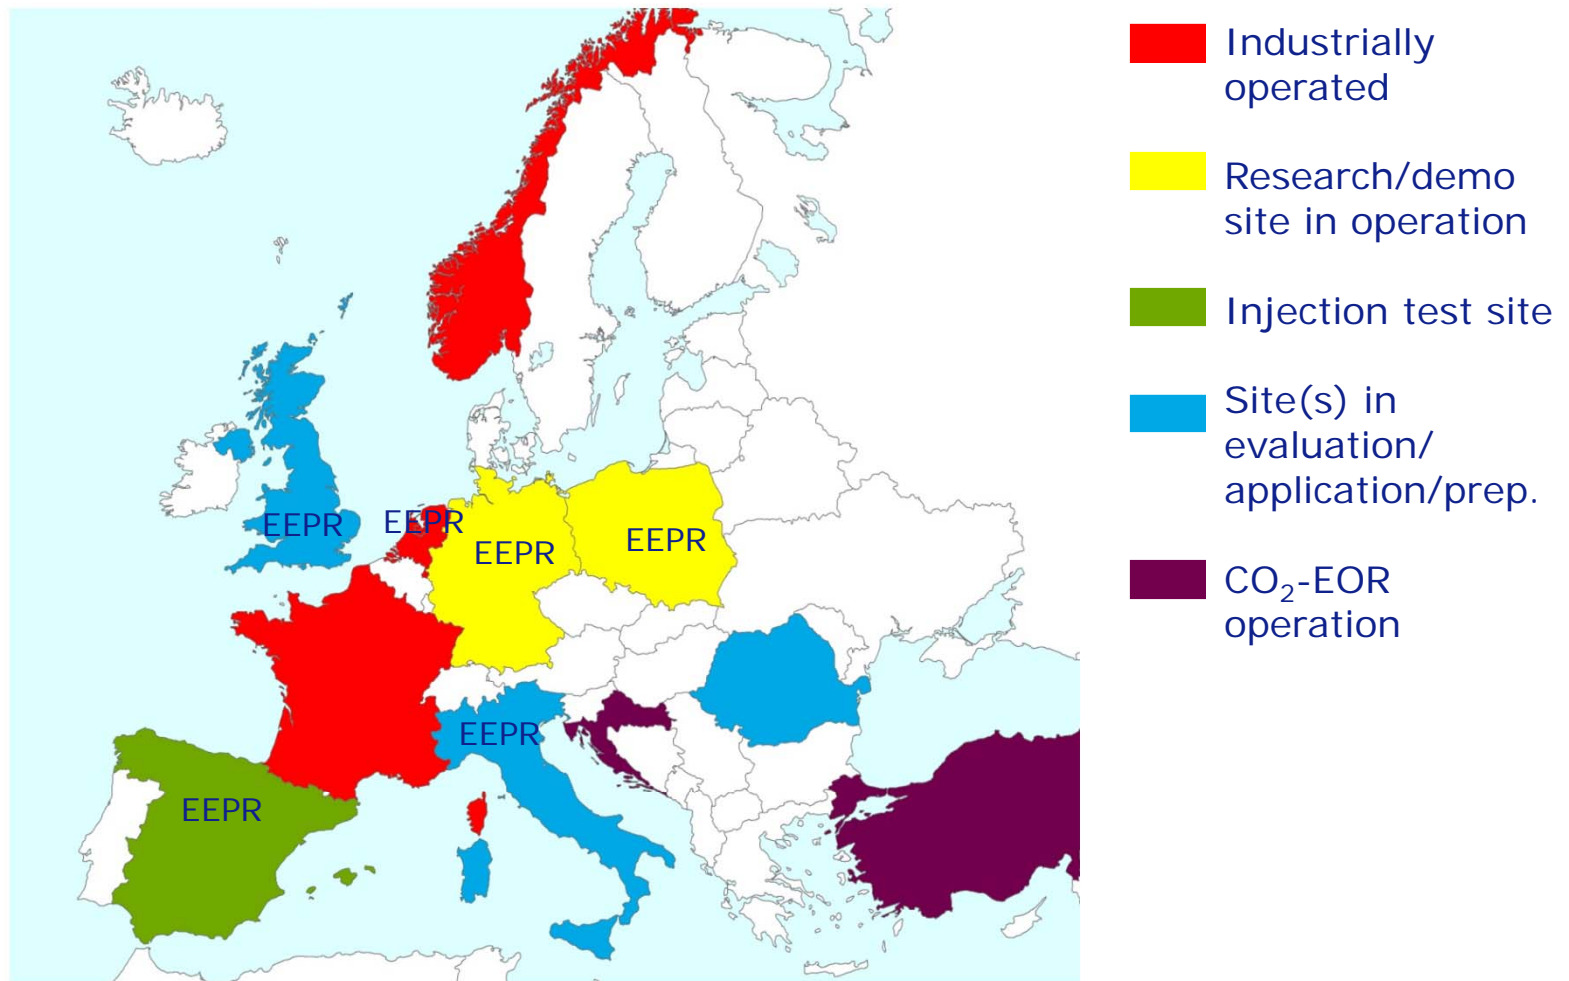 Industrially
operated
Research/demo
site in operation
Injection test site
Site(s) in
evaluation/
application/prep.
CO₂-EOR
operation
EEPR
EEPR
EEPR
EEPR
EEPR
EEPR